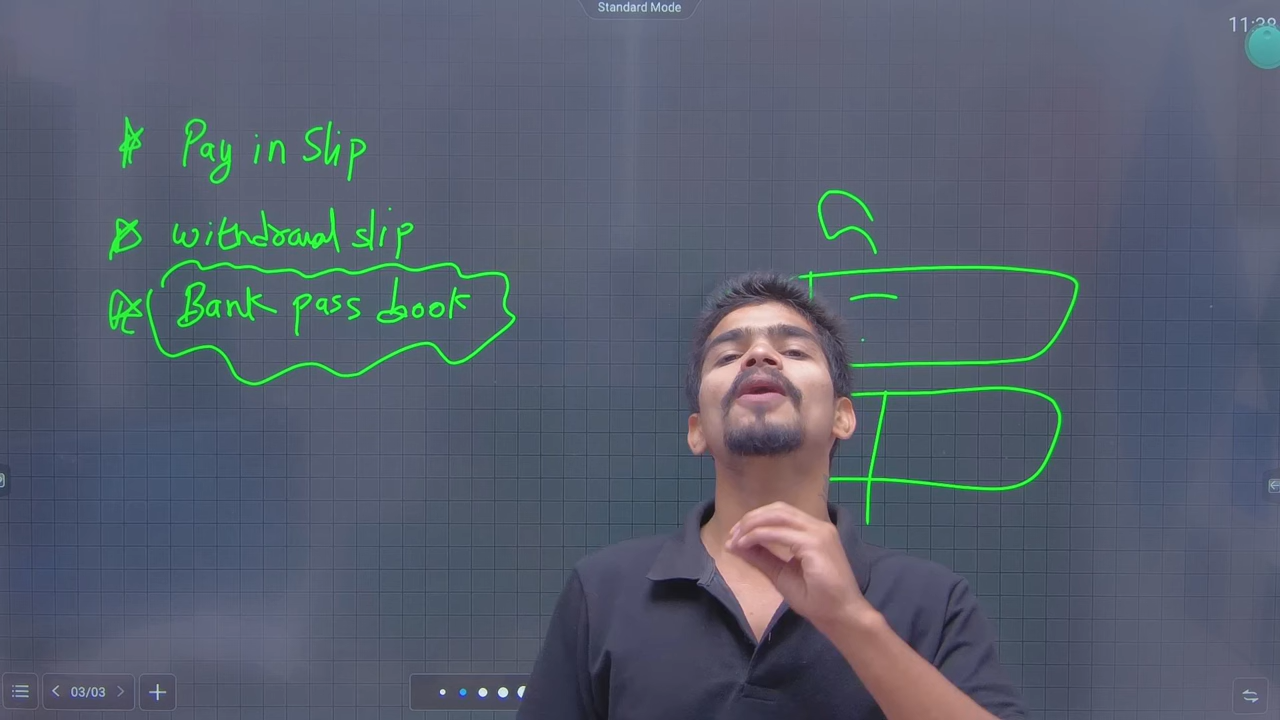 Standard Mode
Pay in Slip
withdrawal slip
Bank pass book
03/03